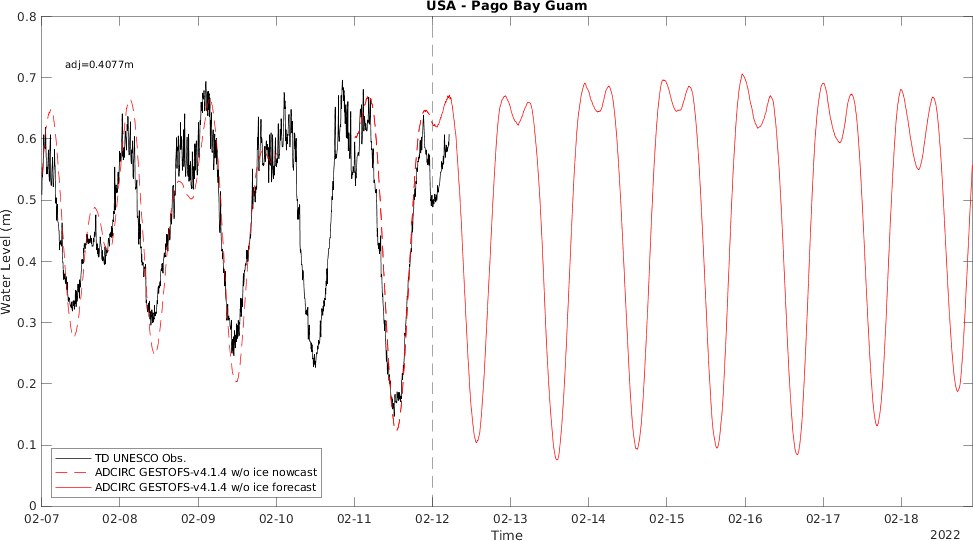 USA - Pago Bay Guam
0.8
0.7
0.6
0.5
0.4
0.3
0.2
0.1
0
Water Level (m)
adj=0.4077m
TD UNESCO Obs.
ADCIRC GESTOFS-v4.1.4 w/o ice nowcast
ADCIRC GESTOFS-v4.1.4 w/o ice forecast
02-07 02-08 02-09 02-10 02-11 02-12 02-13 02-14 02-15 02-16 02-17 02-18
Time
2022